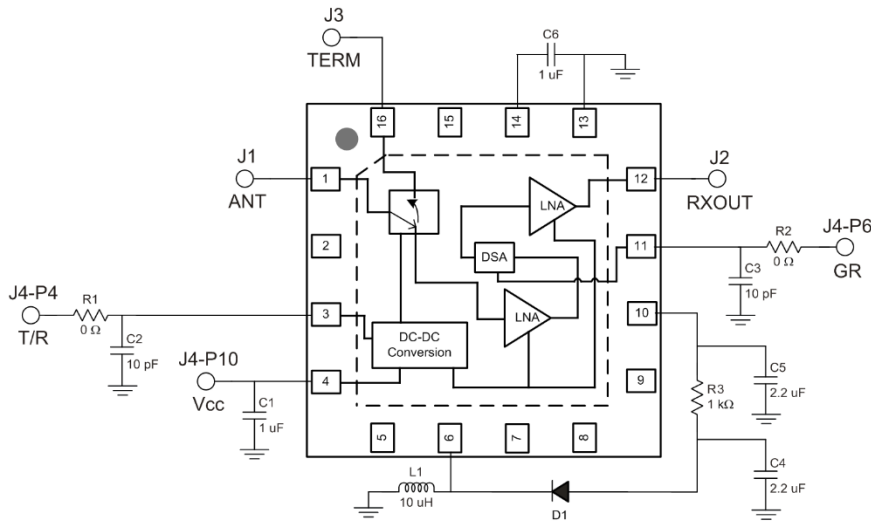 J3
TERM
C6
1 uF
16
15
14
13
J1
ANT
1
12
J2
RXOUT
LNA
2
11
J4-P6
GR
R2
0 Ω
DSA
C3
10 pF
J4-P4
T/R
R1
0 Ω
3
LNA
10
C2
10 pF
DC-DC
Conversion
J4-P10
Vcc
4
9
R3
1 kΩ
C5
2.2 uF
C1
1 uF
5
6
7
8
L1
10 uH
D1
C4
2.2 uF